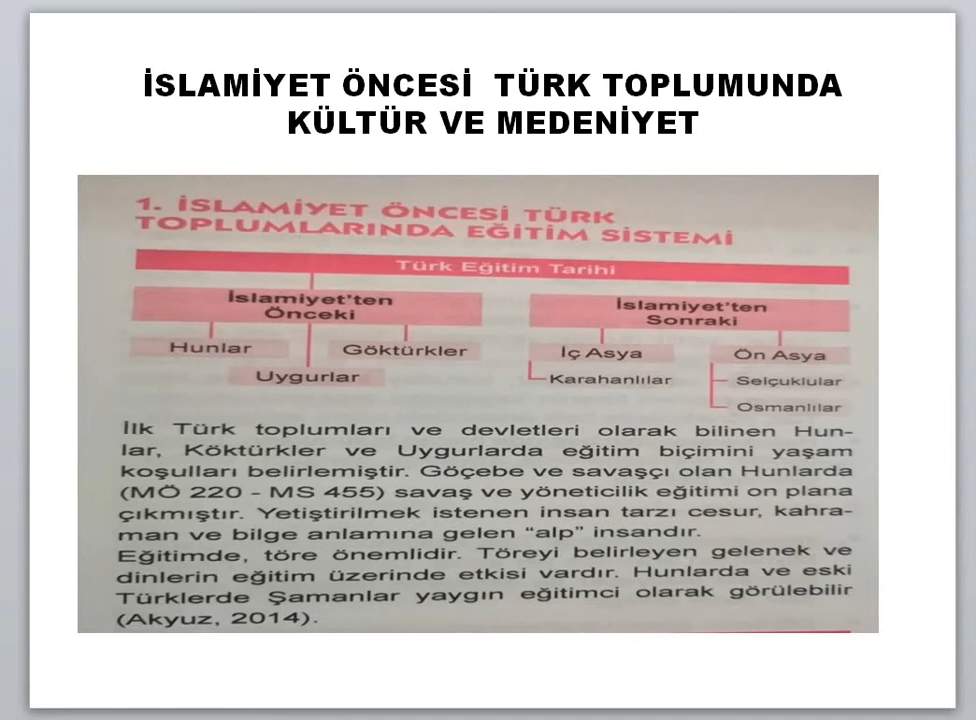 İSLAMİYET ÖNCESİ TÜRK TOPLUMUNDA
KÜLTÜR VE MEDENİYET
1. İSLAMİYET ÖNCESİ TÜRK
TOPLUMLARINDA EĞİTİM SİSTEMİ
Türk Eğitim Tarihi
İslamiyet'ten
Önceki
İslamiyet'ten
Sonraki
Hunlar
Göktürkler
İç Asya
Ön Asya
Uygurlar
Karahanlılar
Selçuklular
Osmanlılar
İlk Türk toplumları ve devletleri olarak bilinen Hun-
lar, Köktürkler ve Uygurlarda eğitim biçimini yaşam
koşulları belirlemiştir. Göçebe ve savaşçı olan Hunlarda
(MÖ 220 - MS 455) savaş ve yöneticilik eğitimi on plana
çıkmıştır. Yetiştirilmek istenen insan tarzı cesur, kahra-
man ve bilge anlamına gelen “alp” insandır.
Eğitimde, töre önemlidir. Töreyi belirleyen gelenek ve
dinlerin eğitim üzerinde etkisi vardır. Hunlarda ve eski
Türklerde Şamanlar yaygın eğitimci olarak görülebilir
(Akyuz, 2014).